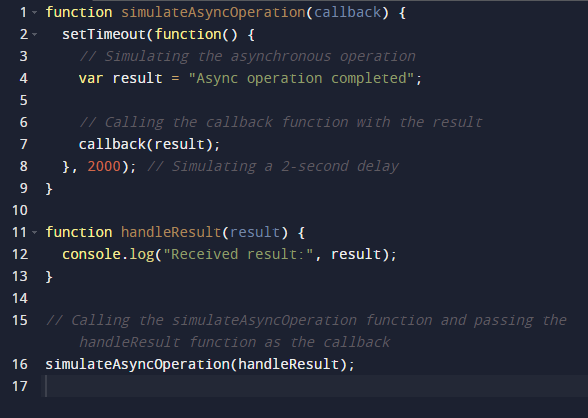 1 function simulateAsyncOperation(callback) {
2   setTimeout(function() {
3     // Simulating the asynchronous operation
4     var result = "Async operation completed";
5
6     // Calling the callback function with the result
7     callback(result);
8   }, 2000); // Simulating a 2-second delay
9 }
10
11 function handleResult(result) {
12   console.log("Received result:", result);
13 }
14
15 // Calling the simulateAsyncOperation function and passing the
handleResult function as the callback
16 simulateAsyncOperation(handleResult);
17